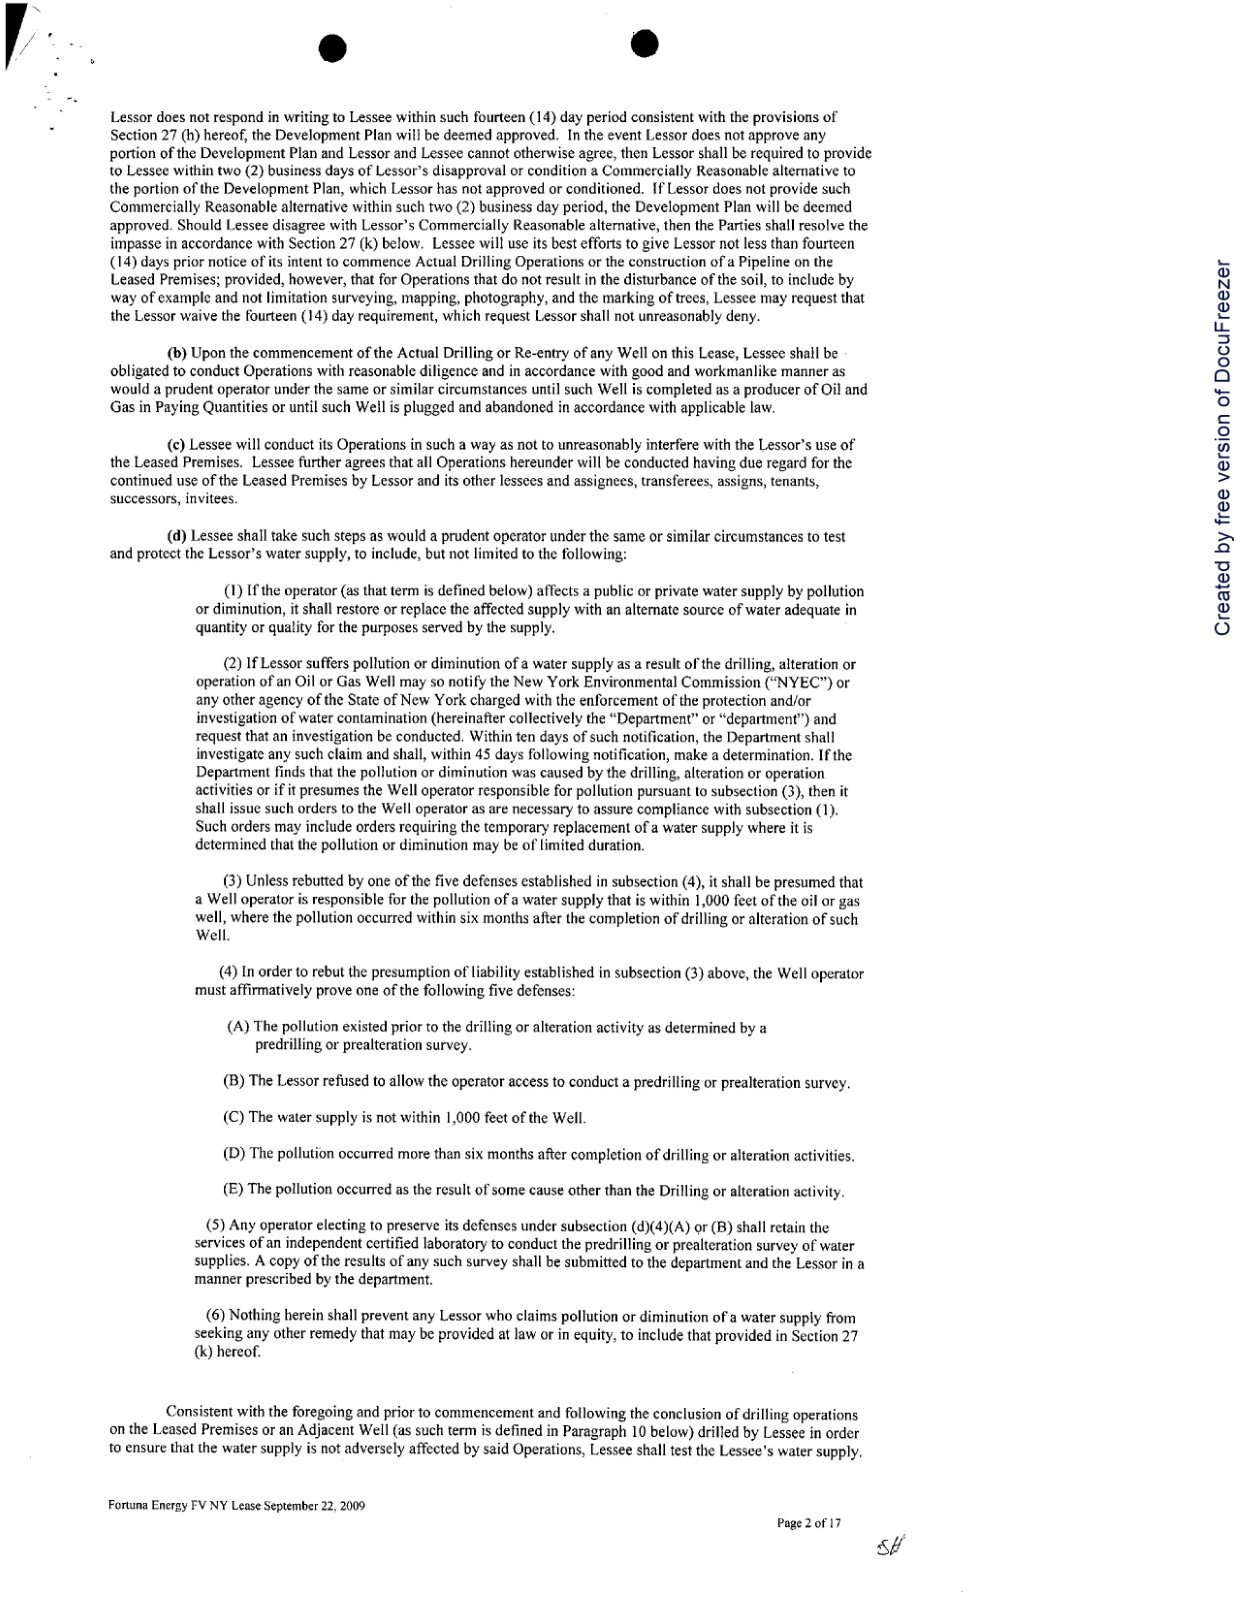 Lessor does not respond in writing to Lessee within such fourteen (14) day period consistent with the provisions of
Section 27 (h) hereof, the Development Plan will be deemed approved. In the event Lessor does not approve any
portion of the Development Plan and Lessor and Lessee cannot otherwise agree, then Lessor shall be required to provide
to Lessee within two (2) business days of Lessor's disapproval or condition a Commercially Reasonable alternative to
the portion of the Development Plan, which Lessor has not approved or conditioned. If Lessor does not provide such
Commercially Reasonable alternative within such two (2) business day period, the Development Plan will be deemed
approved. Should Lessee disagree with Lessor's Commercially Reasonable alternative, then the Parties shall resolve the
impasse in accordance with Section 27 (k) below. Lessee will use its best efforts to give Lessor not less than fourteen
(14) days prior notice of its intent to commence Actual Drilling Operations or the construction of a Pipeline on the
Leased Premises; provided, however, that for Operations that do not result in the disturbance of the soil, to include by
way of example and not limitation surveying, mapping, photography, and the marking of trees, Lessee may request that
the Lessor waive the fourteen (14) day requirement, which request Lessor shall not unreasonably deny.
(b) Upon the commencement of the Actual Drilling or Re-entry of any Well on this Lease, Lessee shall be
obligated to conduct Operations with reasonable diligence and in accordance with good and workmanlike manner as
would a prudent operator under the same or similar circumstances until such Well is completed as a producer of Oil and
Gas in Paying Quantities or until such Well is plugged and abandoned in accordance with applicable law.
(c) Lessee will conduct its Operations in such a way as not to unreasonably interfere with the Lessor's use of
the Leased Premises. Lessee further agrees that all Operations hereunder will be conducted having due regard for the
continued use of the Leased Premises by Lessor and its other lessees and assignees, transferees, assigns, tenants,
successors, invitees.
(d) Lessee shall take such steps as would a prudent operator under the same or similar circumstances to test
and protect the Lessor's water supply, to include, but not limited to the following:
(1) If the operator (as that term is defined below) affects a public or private water supply by pollution
or diminution, it shall restore or replace the affected supply with an alternate source of water adequate in
quantity or quality for the purposes served by the supply.
(2) If Lessor suffers pollution or diminution of a water supply as a result of the drilling, alteration or
operation of an Oil or Gas Well may so notify the New York Environmental Commission ("NYEC") or
any other agency of the State of New York charged with the enforcement of the protection and/or
investigation of water contamination (hereinafter collectively the "Department" or "department") and
request that an investigation be conducted. Within ten days of such notification, the Department shall
investigate any such claim and shall, within 45 days following notification, make a determination. If the
Department finds that the pollution or diminution was caused by the drilling, alteration or operation
activities or if it presumes the Well operator responsible for pollution pursuant to subsection (3), then it
shall issue such orders to the Well operator as are necessary to assure compliance with subsection (1).
Such orders may include orders requiring the temporary replacement of a water supply where it is
determined that the pollution or diminution may be of limited duration.
(3) Unless rebutted by one of the five defenses established in subsection (4), it shall be presumed that
a Well operator is responsible for the pollution of a water supply that is within 1,000 feet of the oil or gas
well, where the pollution occurred within six months after the completion of drilling or alteration of such
Well.
(4) In order to rebut the presumption of liability established in subsection (3) above, the Well operator
must affirmatively prove one of the following five defenses:
(A) The pollution existed prior to the drilling or alteration activity as determined by a
predrilling or prealteration survey.
(B) The Lessor refused to allow the operator access to conduct a predrilling or prealteration survey.
(C) The water supply is not within 1,000 feet of the Well.
(D) The pollution occurred more than six months after completion of drilling or alteration activities.
(E) The pollution occurred as the result of some cause other than the Drilling or alteration activity.
(5) Any operator electing to preserve its defenses under subsection (d)(4)(A) or (B) shall retain the
services of an independent certified laboratory to conduct the predrilling or prealteration survey of water
supplies. A copy of the results of any such survey shall be submitted to the department and the Lessor in a
manner prescribed by the department.
(6) Nothing herein shall prevent any Lessor who claims pollution or diminution of a water supply from
seeking any other remedy that may be provided at law or in equity, to include that provided in Section 27
(k) hereof.
Consistent with the foregoing and prior to commencement and following the conclusion of drilling operations
on the Leased Premises or an Adjacent Well (as such term is defined in Paragraph 10 below) drilled by Lessee in order
to ensure that the water supply is not adversely affected by said Operations, Lessee shall test the Lessee's water supply.
Fortuna Energy FV NY Lease September 22, 2009
Page 2 of 17
SH
Created by free version of DocuFreezer